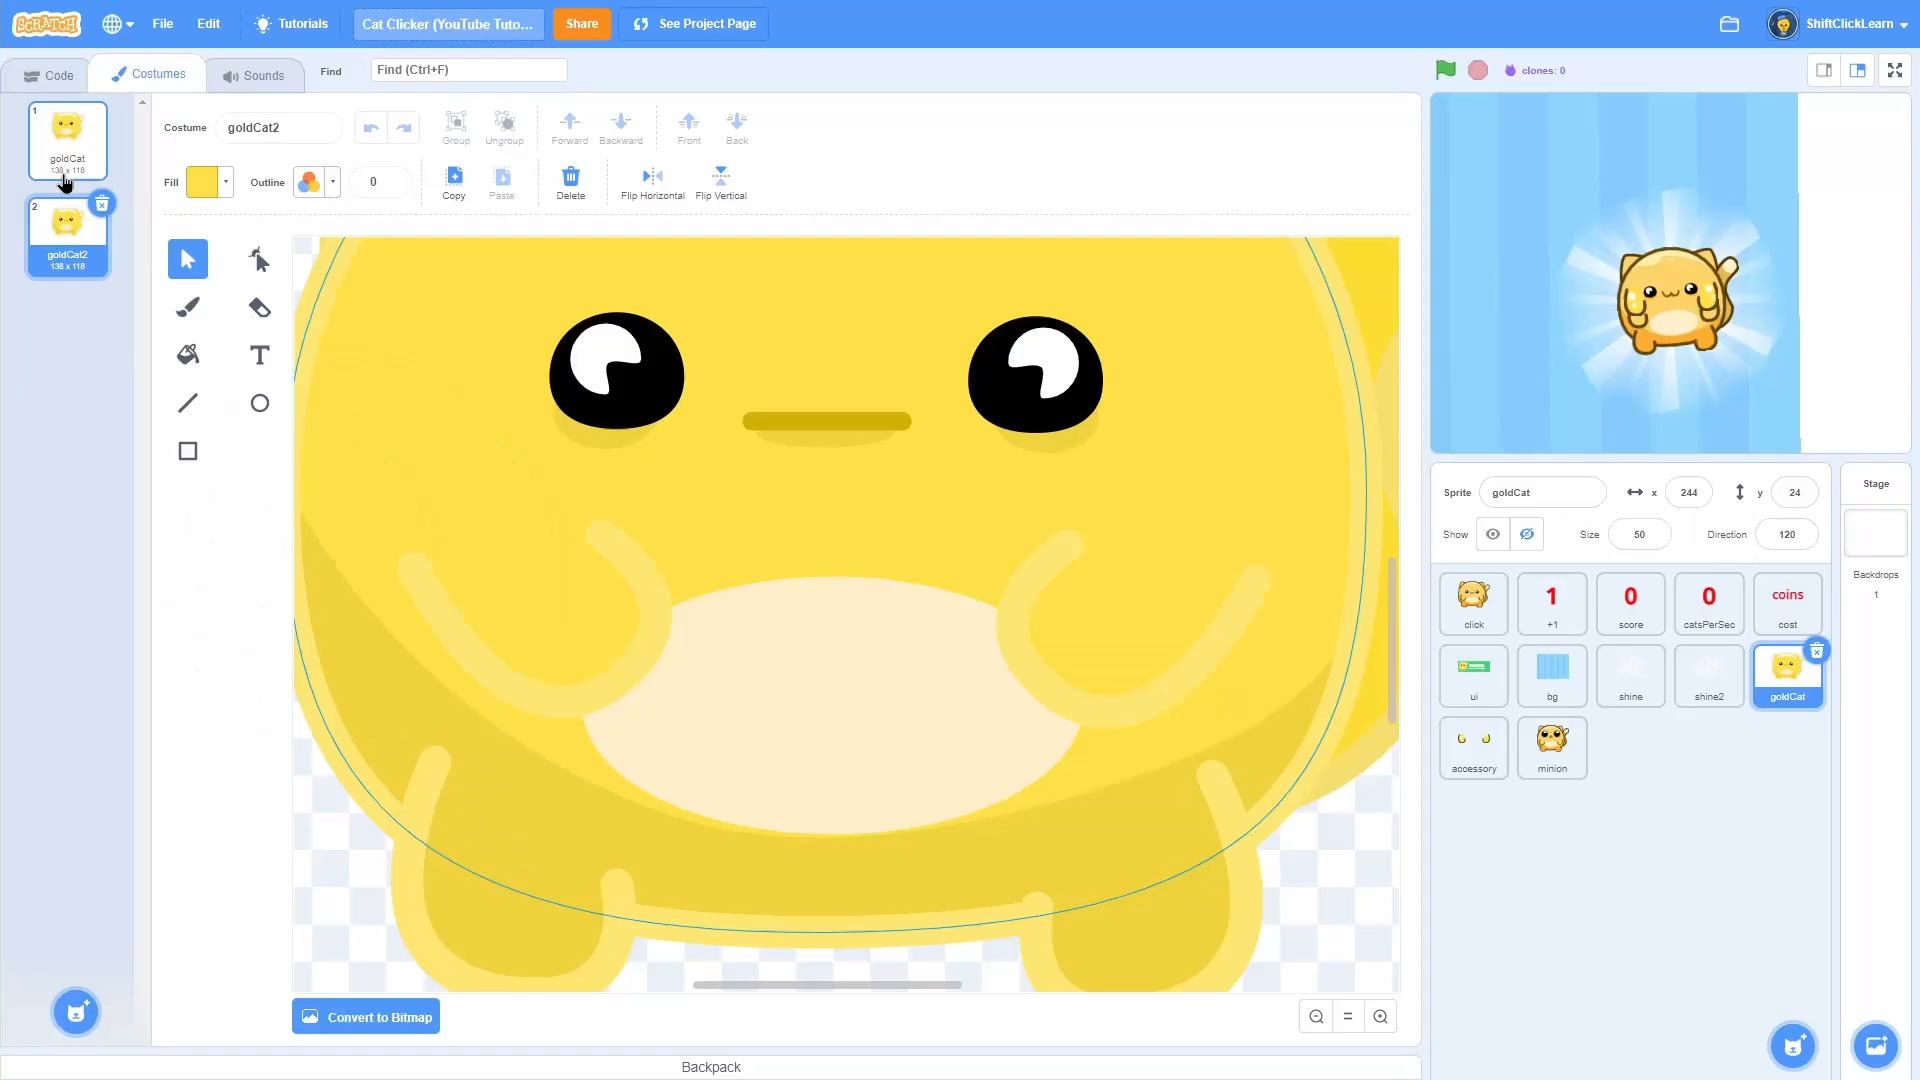 SCRATCH File Edit Tutorials Cat Clicker (YouTube Tuto... Share See Project Page ShiftClickLearn
Code Costumes Sounds Find Find (Ctrl+F) clones: 0
1
goldCat
138 x 118
2
goldCat2
138 x 118
Costume goldCat2 Group Ungroup Forward Backward Front Back
Fill Outline 0 Copy Paste Delete Flip Horizontal Flip Vertical
T
Convert to Bitmap
=
Backpack
Sprite goldCat x 244 y 24
Show Size 50 Direction 120
Stage
Backdrops
1
1 0 0 coins
click +1 score catsPerSec cost
ui bg shine shine2 goldCat
accessory minion